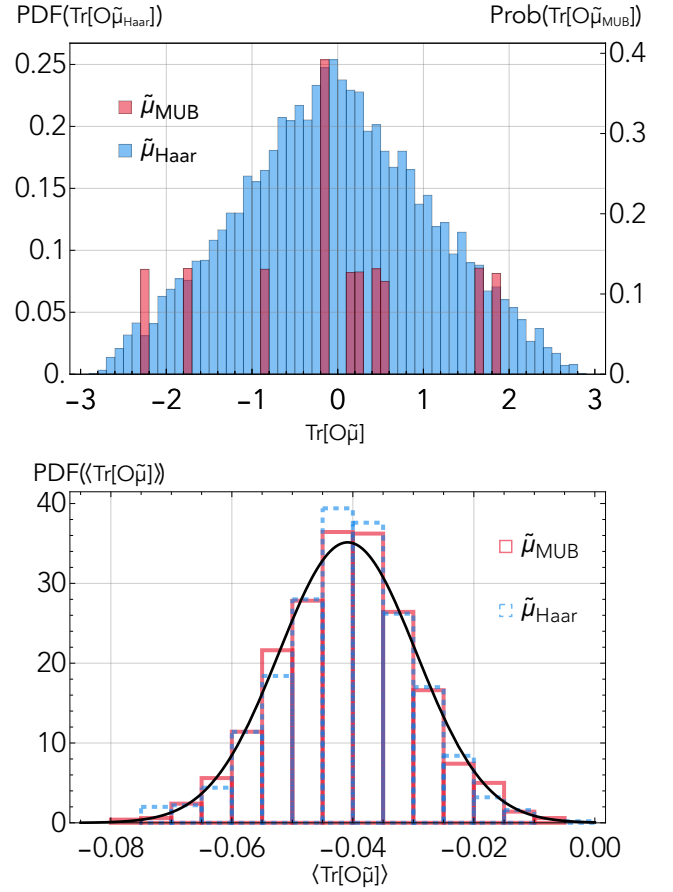 PDF(Tr[Oμ̃Haar]) Prob(Tr[Oμ̃MUB])
0.25
0.2
0.15
0.1
0.05
0.
0.4
0.3
0.2
0.1
0.
μ̃MUB
μ̃Haar
−3 −2 −1 0 1 2 3
Tr[Oμ̃]
PDF(⟨⟨Tr[Oμ̃]⟩⟩)
40
30
20
10
0
μ̃MUB
μ̃Haar
−0.08 −0.06 −0.04 −0.02 0.00
⟨Tr[Oμ̃]⟩